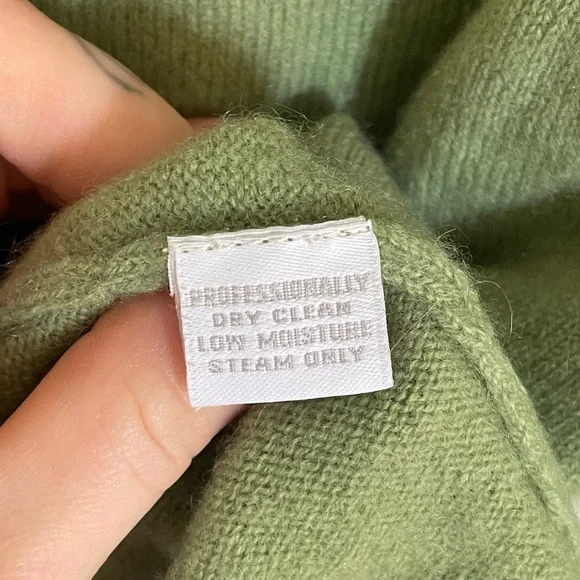 PROFESSIONALLY
DRY CLEAN
LOW MOISTURE
STEAM ONLY